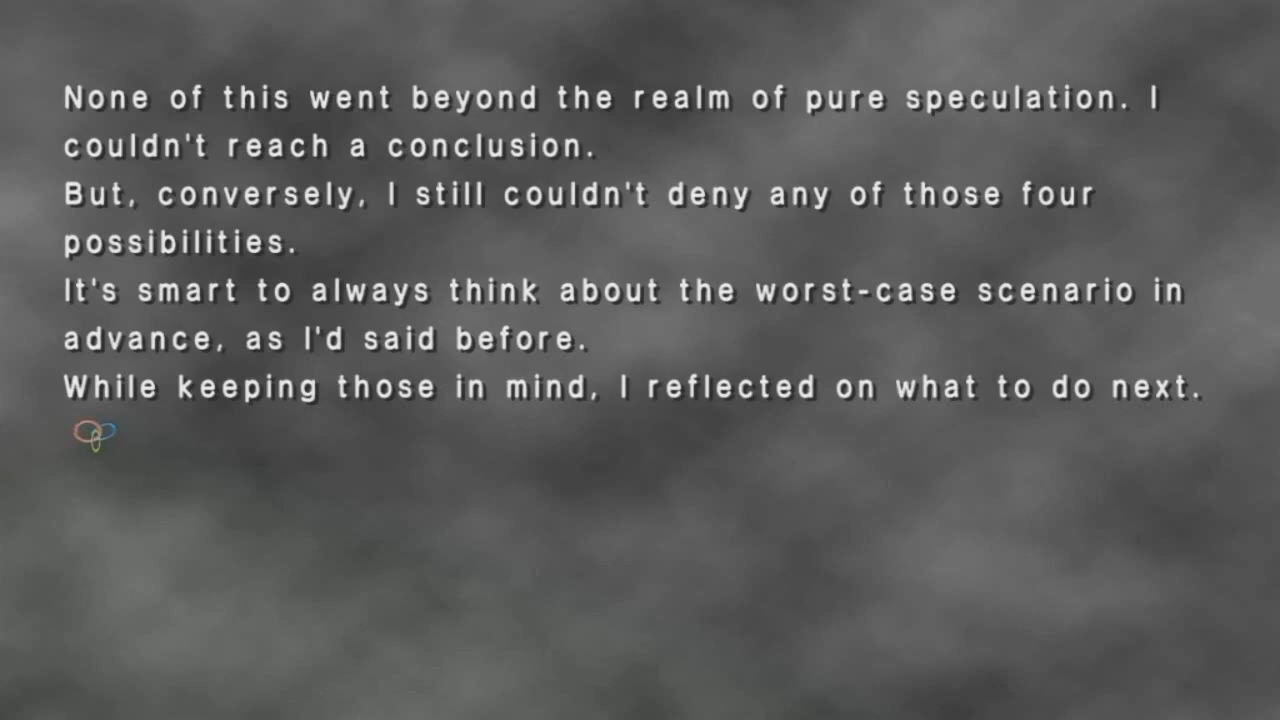 None of this went beyond the realm of pure speculation. I
couldn't reach a conclusion.
But, conversely, I still couldn't deny any of those four
possibilities.
It's smart to always think about the worst-case scenario in
advance, as I'd said before.
While keeping those in mind, I reflected on what to do next.